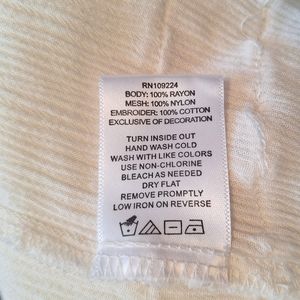 RN109224
BODY: 100% RAYON
MESH: 100% NYLON
EMBROIDER: 100% COTTON
EXCLUSIVE OF DECORATION
TURN INSIDE OUT
HAND WASH COLD
WASH WITH LIKE COLORS
USE NON-CHLORINE
BLEACH AS NEEDED
DRY FLAT
REMOVE PROMPTLY
LOW IRON ON REVERSE